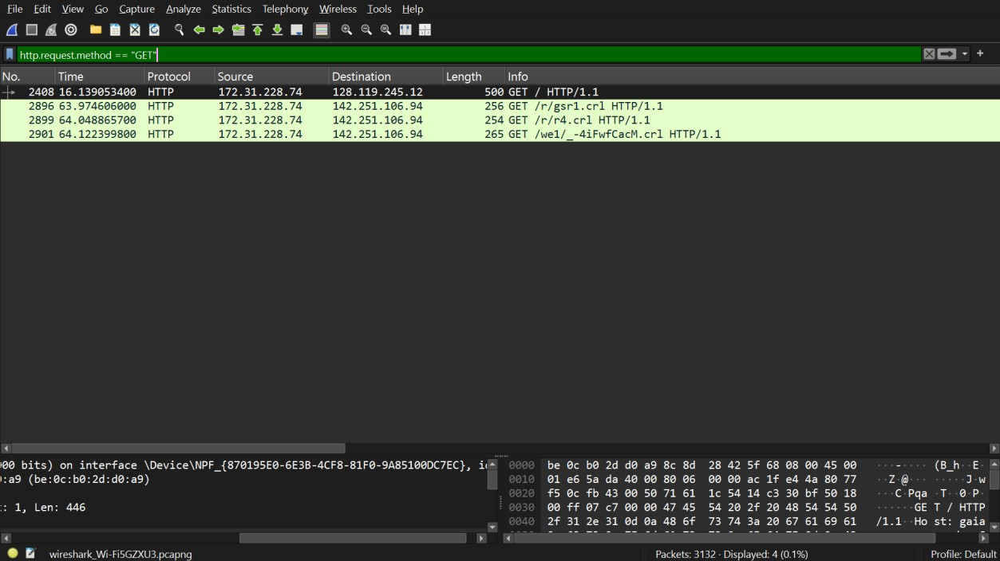 File Edit View Go Capture Analyze Statistics Telephony Wireless Tools Help
http.request.method == "GET"
No. Time Protocol Source Destination Length Info
2408 16.139053400 HTTP 172.31.228.74 128.119.245.12 500 GET / HTTP/1.1
2896 63.974606000 HTTP 172.31.228.74 142.251.106.94 256 GET /r/gsr1.crl HTTP/1.1
2899 64.048865700 HTTP 172.31.228.74 142.251.106.94 254 GET /r/r4.crl HTTP/1.1
2901 64.122399800 HTTP 172.31.228.74 142.251.106.94 265 GET /we1/_-4iFwfCacM.crl HTTP/1.1
00 bits) on interface \Device\NPF_{870195E0-6E3B-4CF8-81F0-9A85100DC7EC}, i
:a9 (be:0c:b0:2d:d0:a9)
: 1, Len: 446
0000 be 0c b0 2d d0 a9 8c 8d 28 42 5f 68 08 00 45 00 ···-···· (B_h··E·
0010 01 e6 5a da 40 00 80 06 00 00 ac 1f e4 4a 80 77 ··Z·@··· ·····J·w
0020 f5 0c fb 43 00 50 71 61 1c 54 14 c3 30 bf 50 18 ···C·Pqa ·T··0·P·
0030 00 ff 07 c7 00 00 47 45 54 20 2f 20 48 54 54 50 ······GE T / HTTP
0040 2f 31 2e 31 0d 0a 48 6f 73 74 3a 20 67 61 69 61 /1.1··Ho st: gaia
wireshark_Wi-Fi5GZXU3.pcapng
Packets: 3132 · Displayed: 4 (0.1%)
Profile: Default